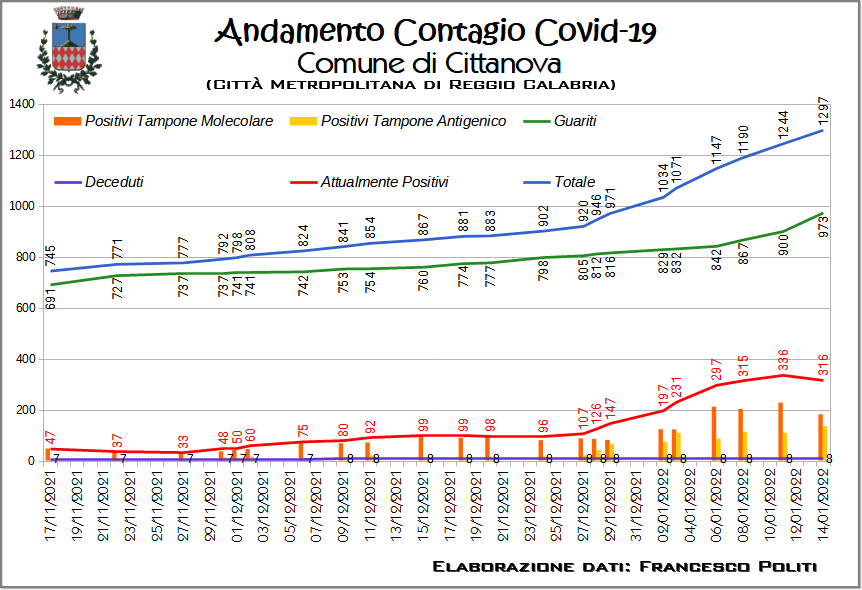 Andamento Contagio Covid-19
Comune di Cittanova
(Città Metropolitana di Reggio Calabria)
Positivi Tampone Molecolare Positivi Tampone Antigenico Guariti
Deceduti Attualmente Positivi Totale
1400
1200
1000
800
600
400
200
0
745 771 777 792 798 808 824 841 854 867 881 883 902 920 946 971 1034 1071 1147 1190 1244 1297
691 727 737 737 741 741 742 753 754 760 774 777 798 805 812 816 829 832 842 867 900 973
47 37 33 48 50 60 75 80 92 99 99 98 96 107 126 147 197 231 297 315 336 316
7 7 7 7 7 7 7 8 8 8 8 8 8 8 8 8 8 8 8 8 8 8
17/11/2021 19/11/2021 21/11/2021 23/11/2021 25/11/2021 27/11/2021 29/11/2021 01/12/2021 03/12/2021 05/12/2021 07/12/2021 09/12/2021 11/12/2021 13/12/2021 15/12/2021 17/12/2021 19/12/2021 21/12/2021 23/12/2021 25/12/2021 27/12/2021 29/12/2021 31/12/2021 02/01/2022 04/01/2022 06/01/2022 08/01/2022 10/01/2022 12/01/2022 14/01/2022
Elaborazione dati: Francesco Politi